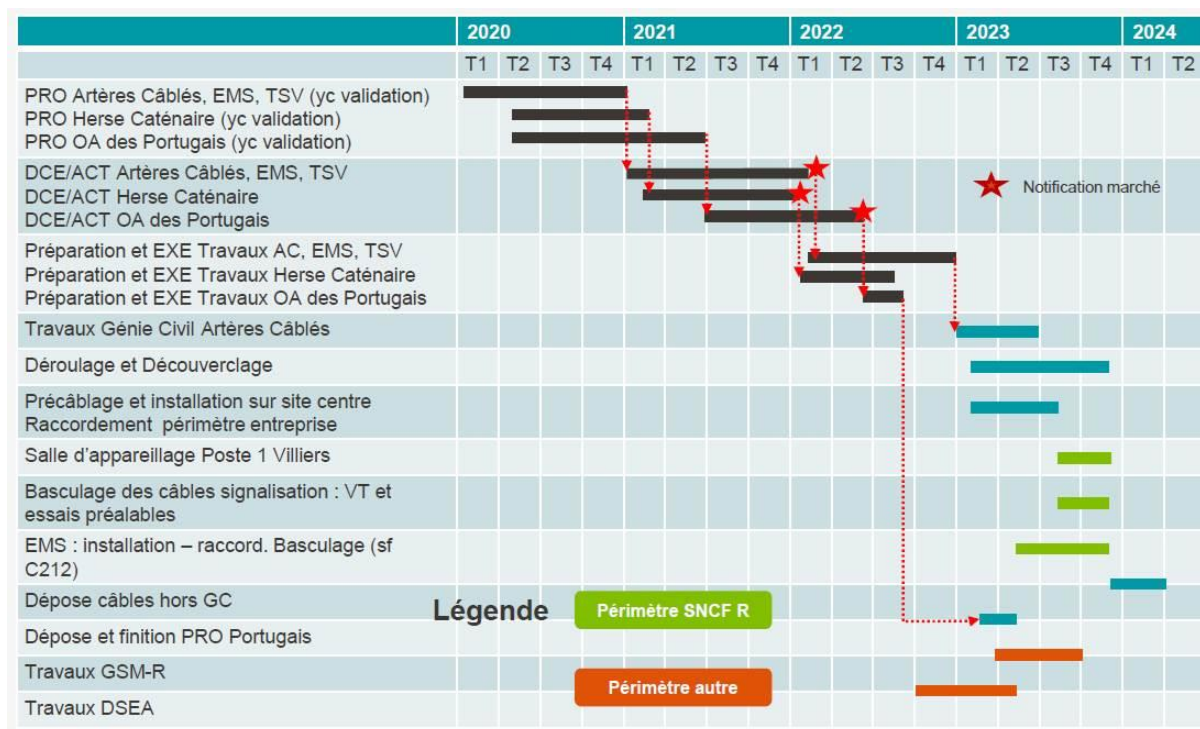 2020 2021 2022 2023 2024
T1 T2 T3 T4 T1 T2 T3 T4 T1 T2 T3 T4 T1 T2 T3 T4 T1 T2
PRO Artères Câblés, EMS, TSV (yc validation)
PRO Herse Caténaire (yc validation)
PRO OA des Portugais (yc validation)
DCE/ACT Artères Câblés, EMS, TSV
DCE/ACT Herse Caténaire
DCE/ACT OA des Portugais
Notification marché
Préparation et EXE Travaux AC, EMS, TSV
Préparation et EXE Travaux Herse Caténaire
Préparation et EXE Travaux OA des Portugais
Travaux Génie Civil Artères Câblés
Déroulage et Découverclage
Précâblage et installation sur site centre
Raccordement périmètre entreprise
Salle d'appareillage Poste 1 Villiers
Basculage des câbles signalisation : VT et
essais préalables
EMS : installation – raccord. Basculage (sf
C212)
Dépose câbles hors GC
Légende
Périmètre SNCF R
Dépose et finition PRO Portugais
Travaux GSM-R
Périmètre autre
Travaux DSEA